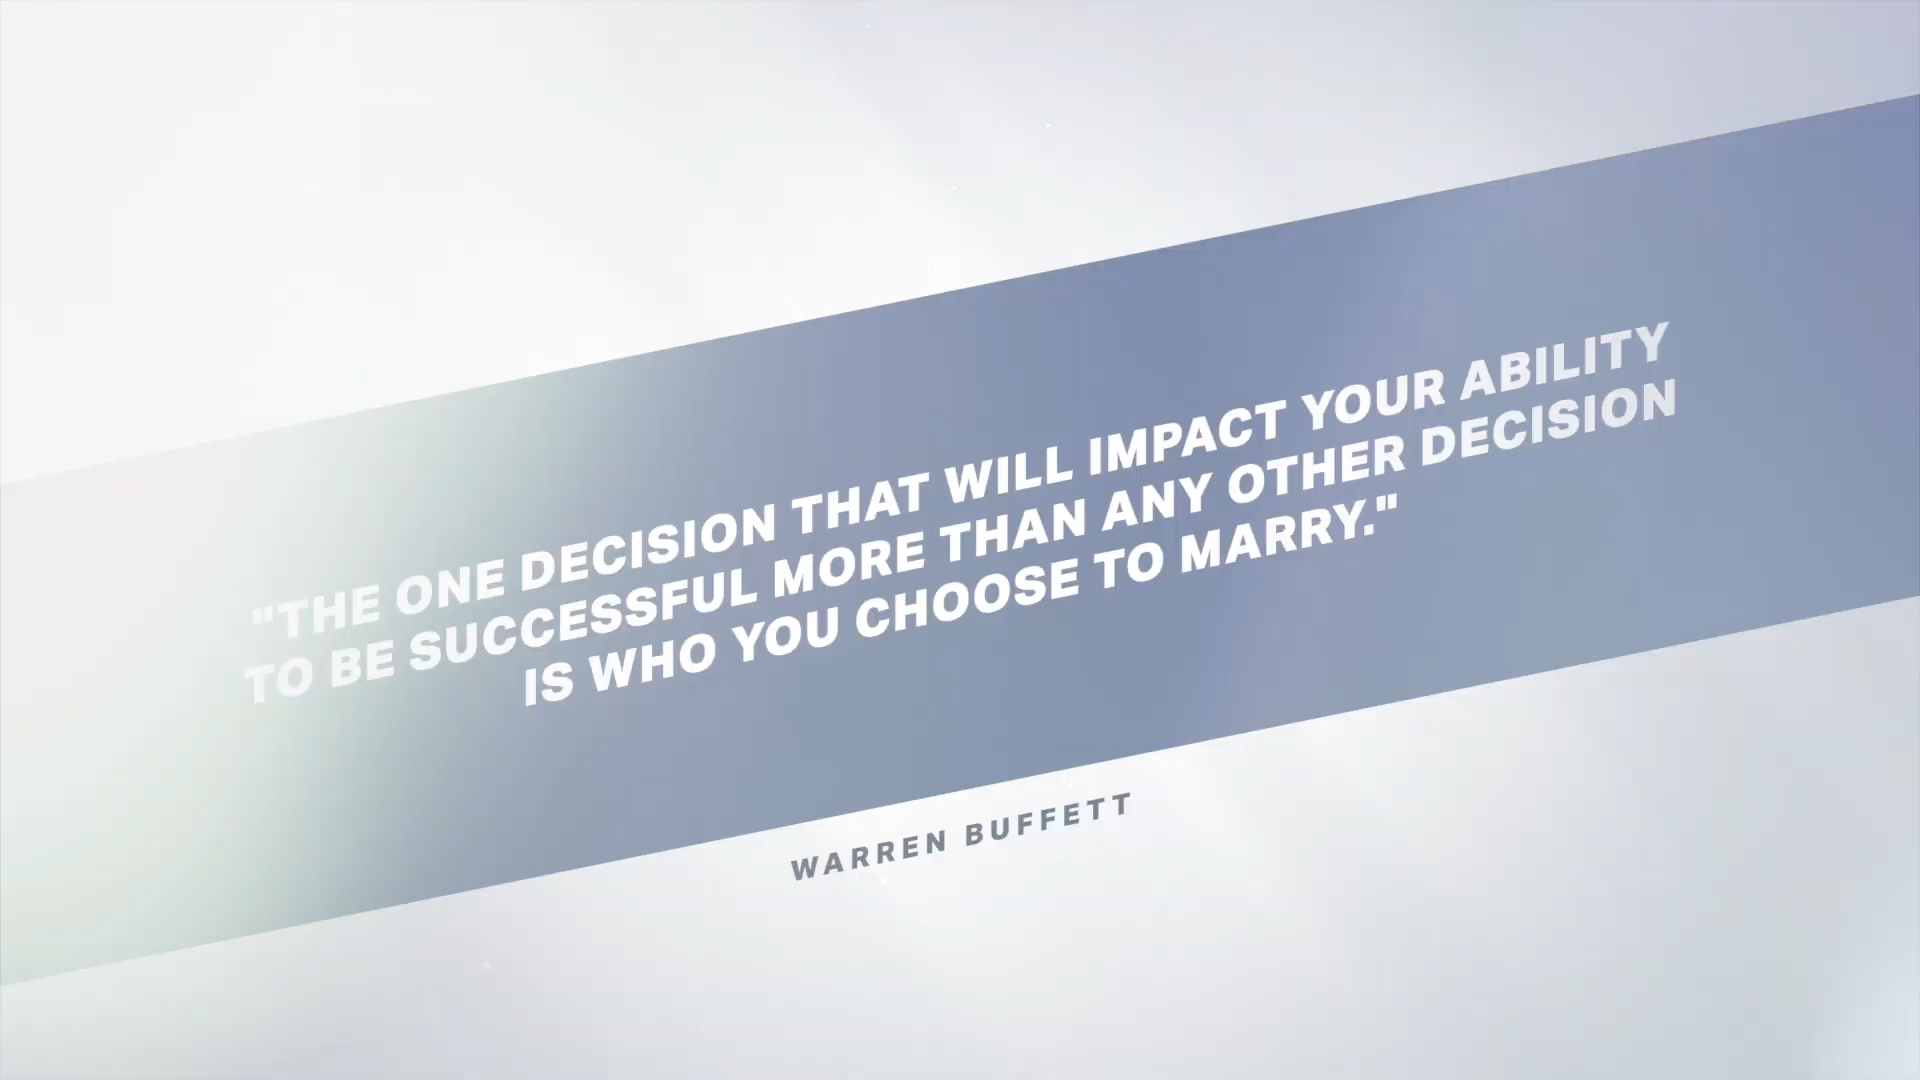 "THE ONE DECISION THAT WILL IMPACT YOUR ABILITY
TO BE SUCCESSFUL MORE THAN ANY OTHER DECISION
IS WHO YOU CHOOSE TO MARRY."
WARREN BUFFETT